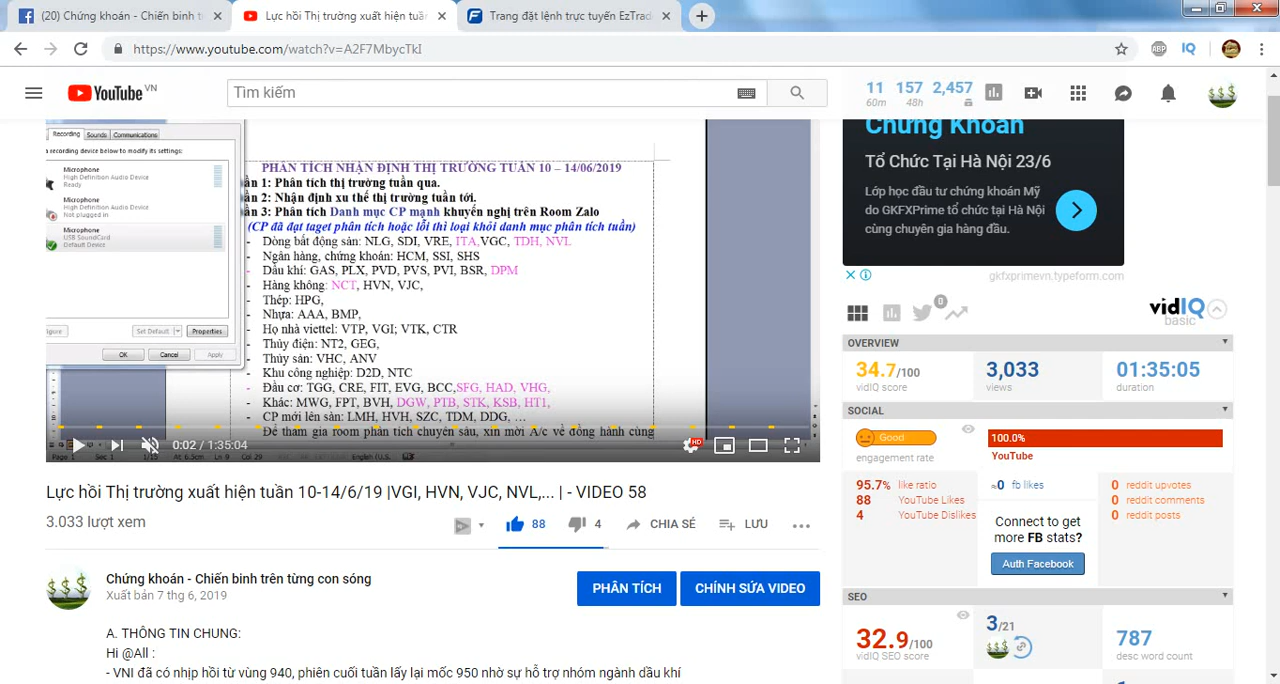 (20) Chứng khoán - Chiến binh t
Lực hồi Thị trường xuất hiện tuần
Trang đặt lệnh trực tuyến EzTrad
https://www.youtube.com/watch?v=A2F7MbycTkI
ABP
IQ
YouTube VN
Tìm kiếm
11 157 2,457
60m 48h
Recording Sounds Communications
a recording device below to modify its settings:
Microphone
High Definition Audio Device
Ready
Microphone
High Definition Audio Device
Not plugged in
Microphone
USB SoundCard
Default Device
igure
Set Default
Properties
OK
Cancel
Apply
PHÂN TÍCH NHẬN ĐỊNH THỊ TRƯỜNG TUẦN 10 – 14/06/2019
ần 1: Phân tích thị trường tuần qua.
ần 2: Nhận định xu thế thị trường tuần tới.
ần 3: Phân tích Danh mục CP mạnh khuyến nghị trên Room Zalo
(CP đã đạt taget phân tích hoặc lỗi thì loại khỏi danh mục phân tích tuần)
- Dòng bất động sản: NLG, SDI, VRE, ITA,VGC, TDH, NVL
- Ngân hàng, chứng khoán: HCM, SSI, SHS
- Dầu khí: GAS, PLX, PVD, PVS, PVI, BSR, DPM
- Hàng không: NCT, HVN, VJC,
- Thép: HPG,
- Nhựa: AAA, BMP,
- Họ nhà viettel: VTP, VGI; VTK, CTR
- Thủy điện: NT2, GEG,
- Thủy sản: VHC, ANV
- Khu công nghiệp: D2D, NTC
- Đầu cơ: TGG, CRE, FIT, EVG, BCC,SFG, HAD, VHG,
- Khác: MWG, FPT, BVH, DGW, PTB, STK, KSB, HT1,
- CP mới lên sàn: LMH, HVH, SZC, TDM, DDG, ...
Để tham gia room phân tích chuyên sâu, xin mời A/c về đồng hành cùng
0:02 / 1:35:04
HD
Lực hồi Thị trường xuất hiện tuần 10-14/6/19 |VGI, HVN, VJC, NVL,... | - VIDEO 58
3.033 lượt xem
88
4
CHIA SẺ
LƯU
Chứng khoán - Chiến binh trên từng con sóng
Xuất bản 7 thg 6, 2019
PHÂN TÍCH
CHỈNH SỬA VIDEO
A. THÔNG TIN CHUNG:
Hi @All :
- VNI đã có nhịp hồi từ vùng 940, phiên cuối tuần lấy lại mốc 950 nhờ sự hỗ trợ nhóm ngành dầu khí
Chứng Khoán
Tổ Chức Tại Hà Nội 23/6
Lớp học đầu tư chứng khoán Mỹ
do GKFXPrime tổ chức tại Hà Nội
cùng chuyên gia hàng đầu.
gkfxprimevn.typeform.com
0
vidIQ
basic
OVERVIEW
34.7/100
vidIQ score
3,033
views
01:35:05
duration
SOCIAL
Good
engagement rate
100.0%
YouTube
95.7% like ratio
88 YouTube Likes
4 YouTube Dislikes
≈0 fb likes
Connect to get
more FB stats?
Auth Facebook
0 reddit upvotes
0 reddit comments
0 reddit posts
SEO
32.9/100
vidIQ SEO score
3/21
787
desc word count